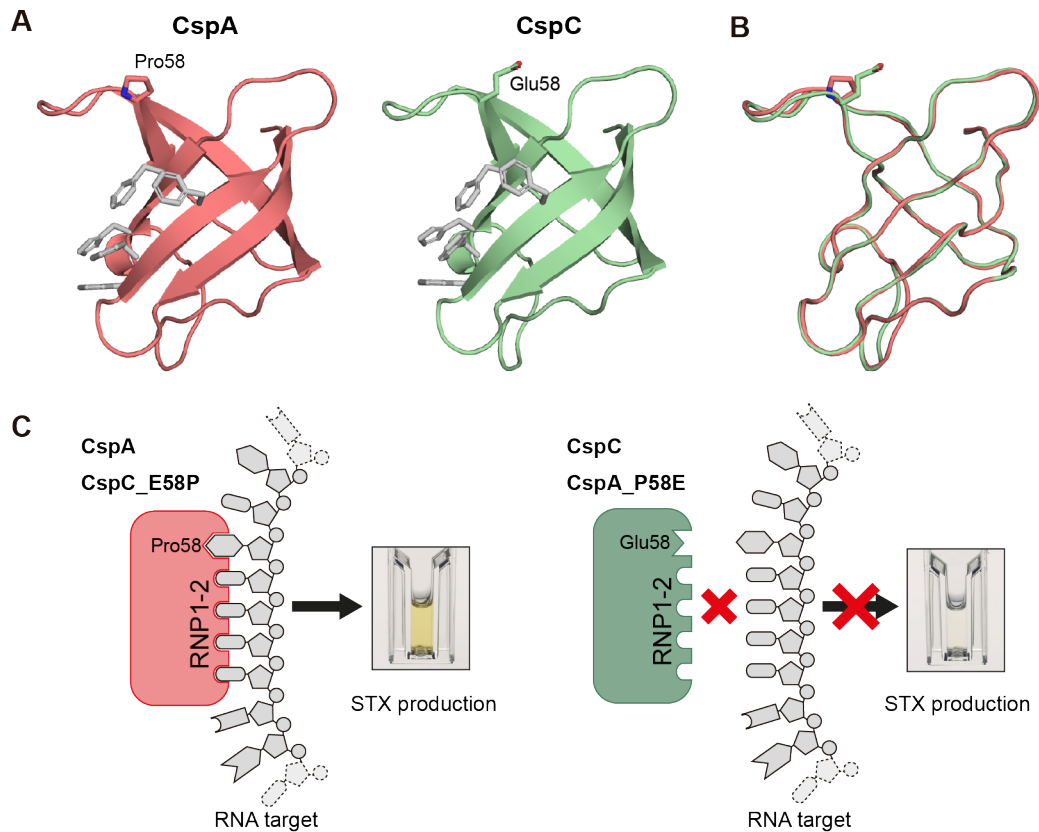 A
CspA
CspC
B
Pro58
Glu58
C
CspA
CspC_E58P
CspC
CspA_P58E
Pro58
RNP1-2
Glu58
RNP1-2
STX production
STX production
RNA target
RNA target